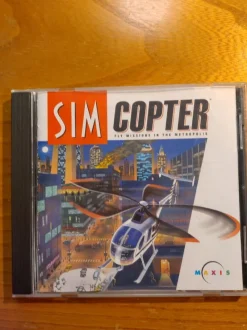 SIM COPTER
FLY MISSIONS IN THE METROPOLIS
MAXIS